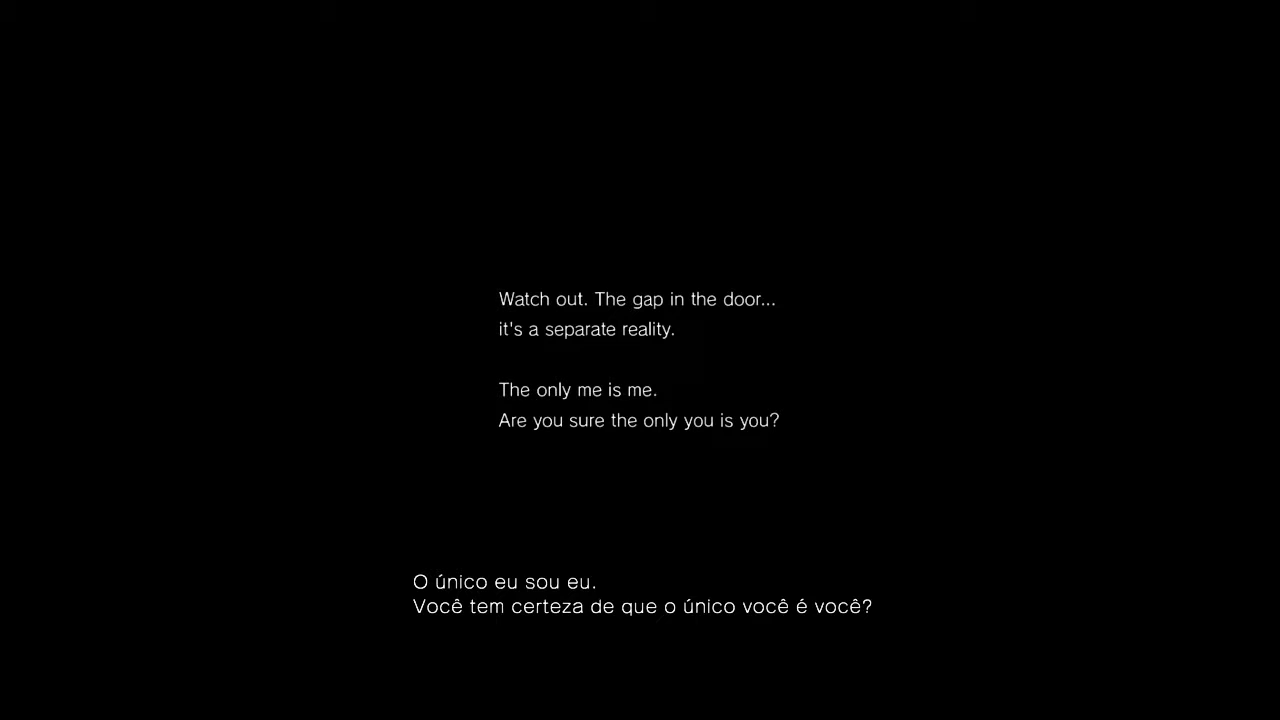 Watch out. The gap in the door...
it's a separate reality.
The only me is me.
Are you sure the only you is you?
O único eu sou eu.
Você tem certeza de que o único você é você?